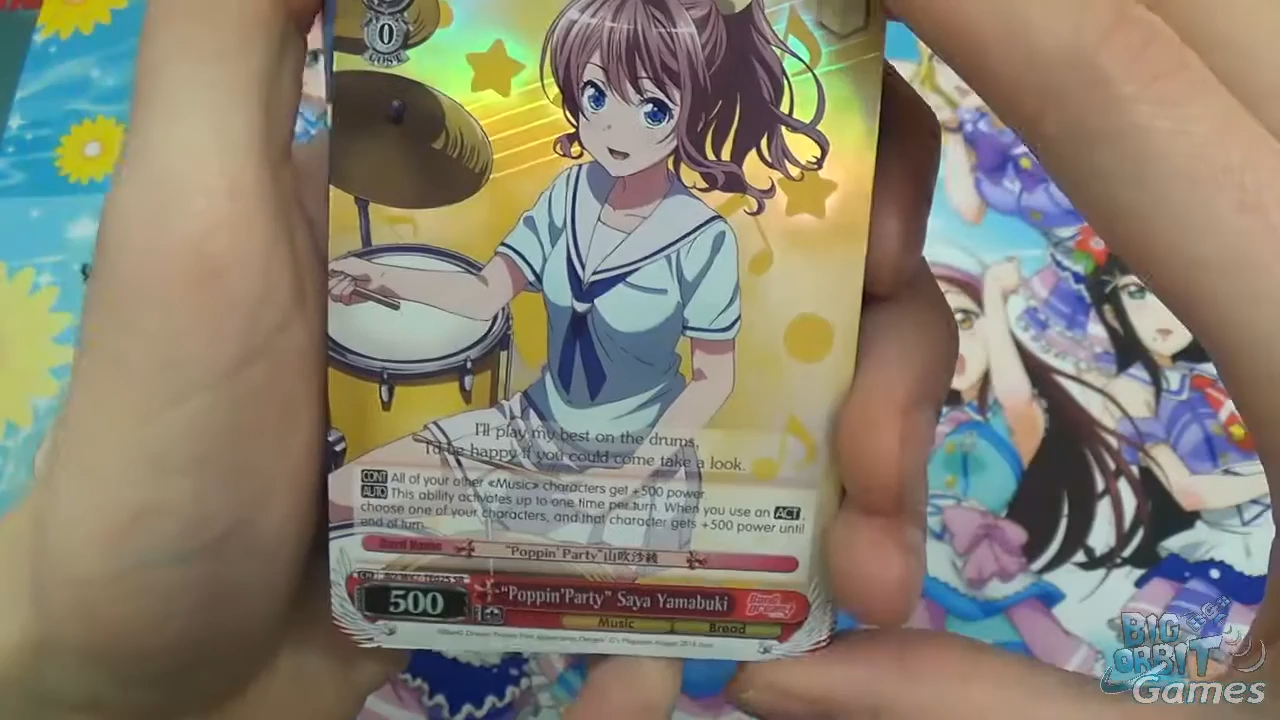 0
COST
I'll play my best on the drums,
I'd be happy if you could come take a look.
CONT All of your other «Music» characters get +500 power.
AUTO This ability activates up to one time per turn. When you use an ACT,
choose one of your characters, and that character gets +500 power until
end of turn.
"Poppin' Party"山吹沙綾
500
"Poppin'Party" Saya Yamabuki
Music
Bread
BIG
ORBIT
Games